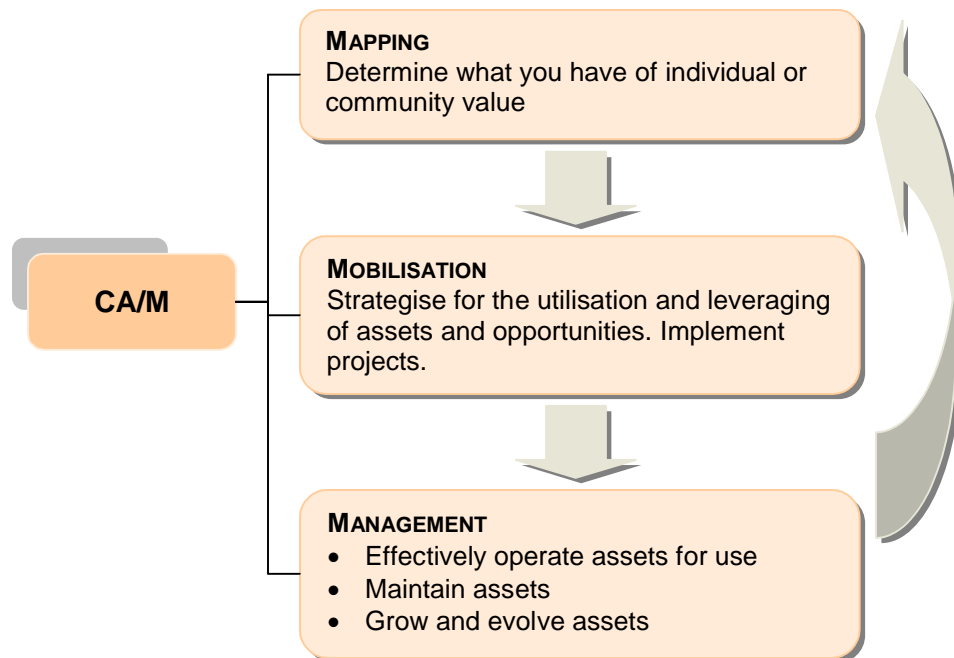 MAPPING
Determine what you have of individual or
community value
CA/M
MOBILISATION
Strategise for the utilisation and leveraging
of assets and opportunities. Implement
projects.
MANAGEMENT
• Effectively operate assets for use
• Maintain assets
• Grow and evolve assets